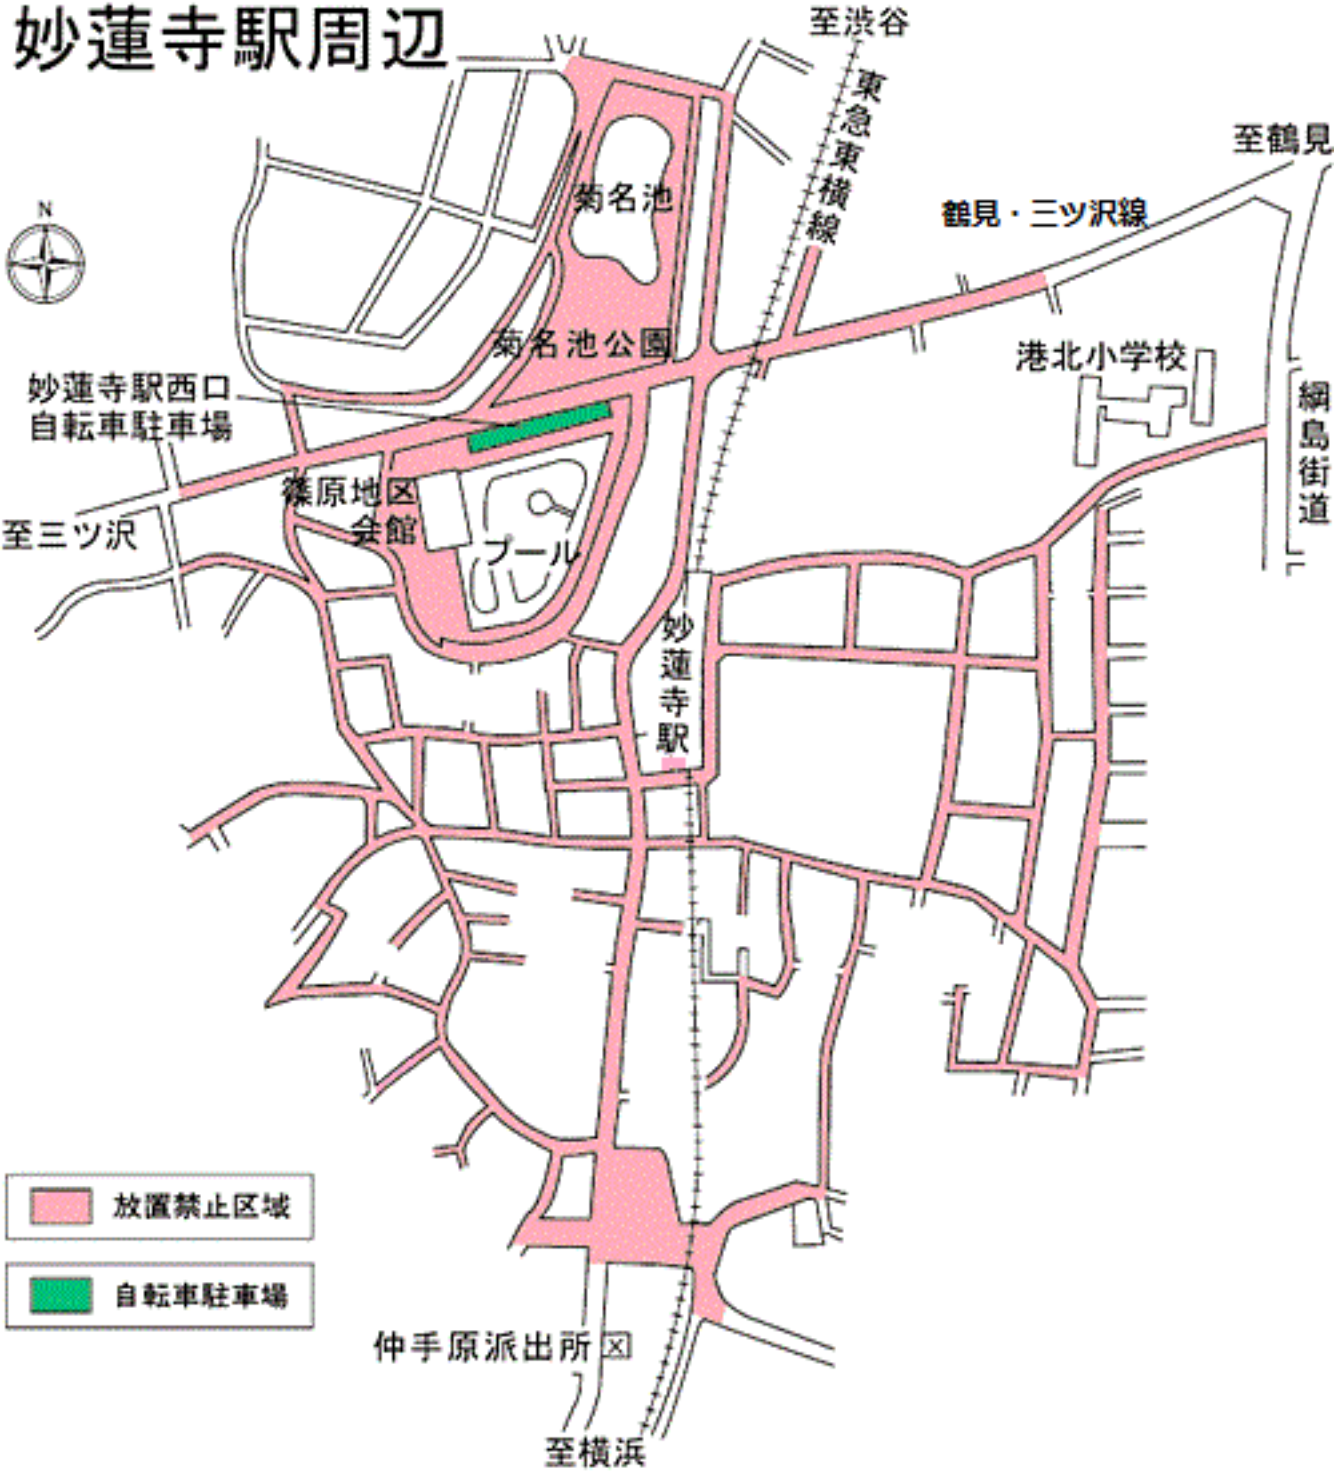 妙蓮寺駅周辺
至渋谷
東急東横線
至鶴見
N
菊名池
鶴見・三ツ沢線
菊名池公園
港北小学校
妙蓮寺駅西口
自転車駐車場
綱島街道
篠原地区
会館
至三ツ沢
プール
妙蓮寺駅
放置禁止区域
自転車駐車場
仲手原派出所
至横浜